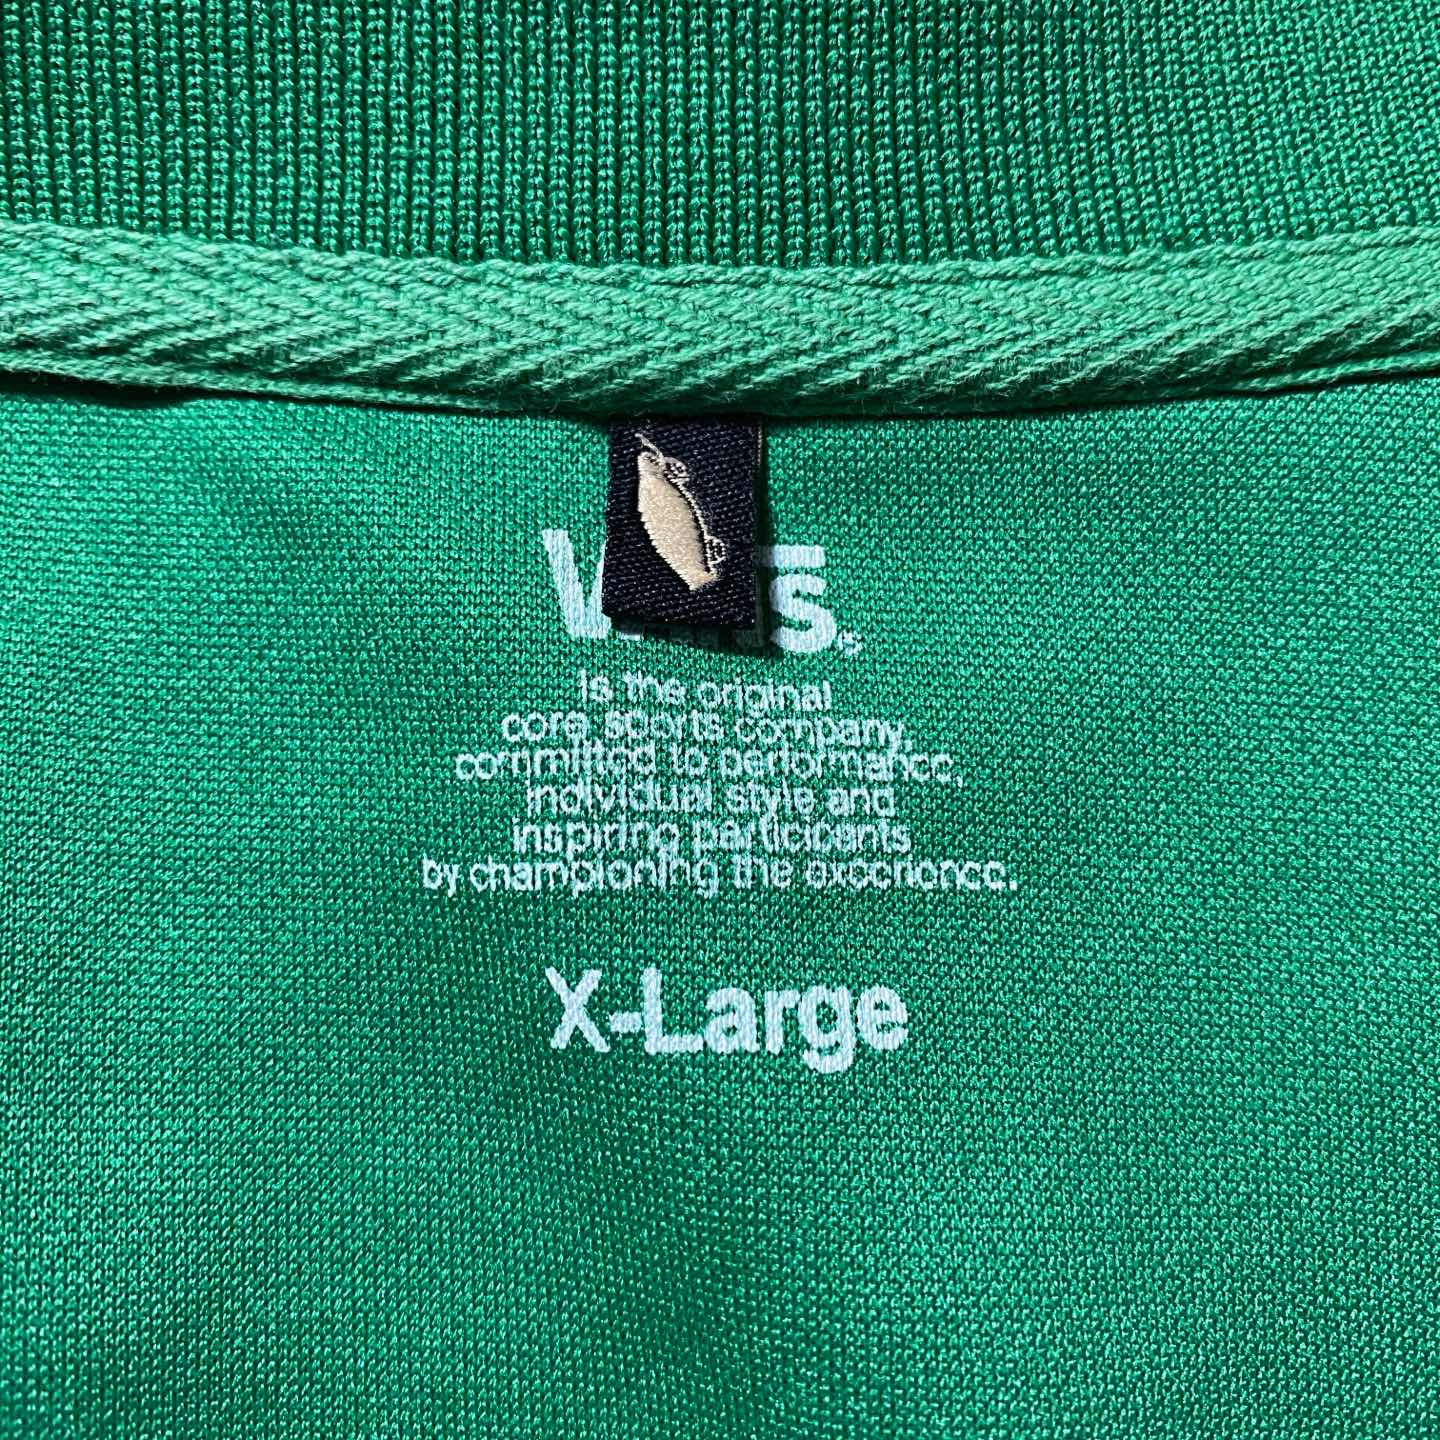 Vans®
is the original
core sports company,
committed to performance,
individual style and
inspiring participants
by championing the experience.
X-Large